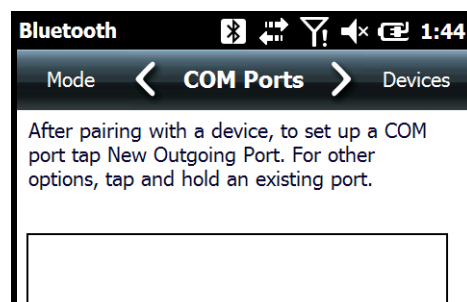 Bluetooth 1:44
Mode COM Ports Devices
After pairing with a device, to set up a COM
port tap New Outgoing Port. For other
options, tap and hold an existing port.